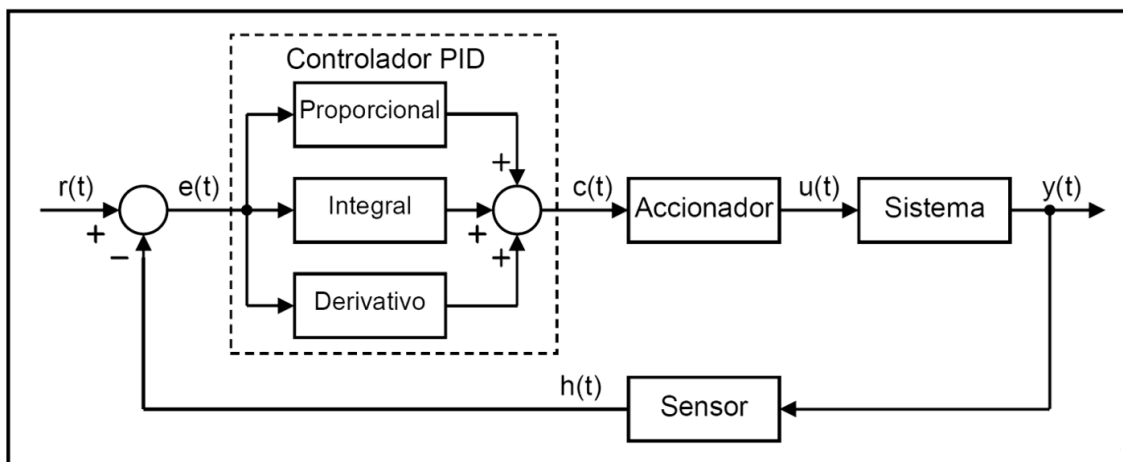 Controlador PID
Proporcional
Integral
Derivativo
r(t)
+
−
e(t)
+
+
+
c(t)
Accionador
u(t)
Sistema
y(t)
h(t)
Sensor